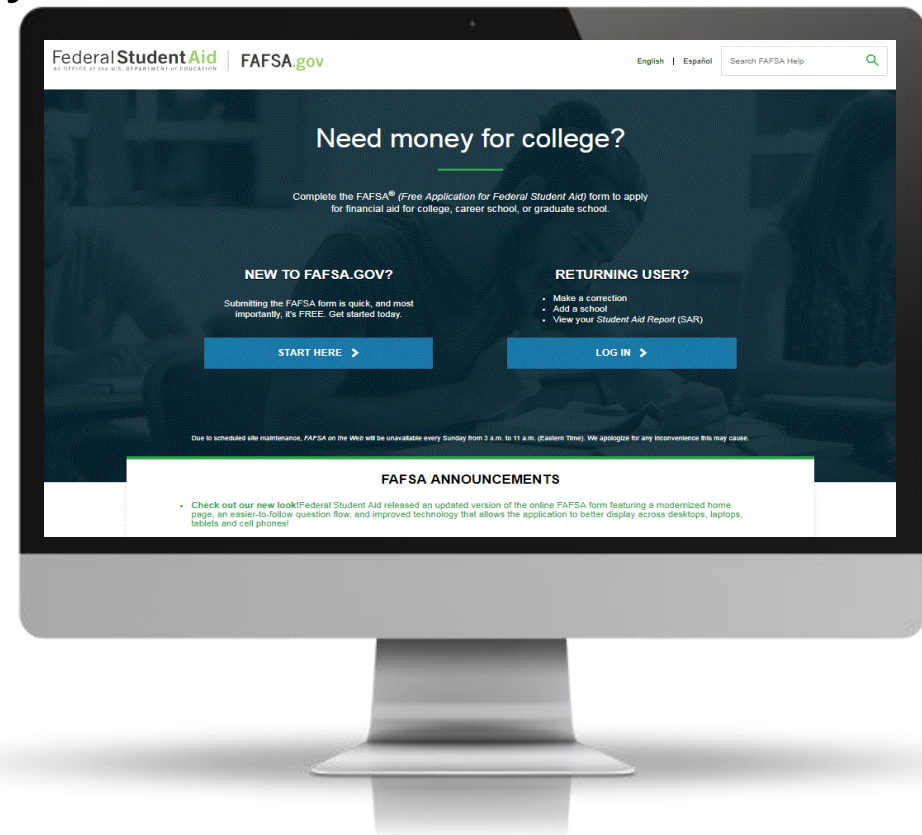 Federal Student Aid
An OFFICE of the U.S. DEPARTMENT of EDUCATION
FAFSA.gov
English | Español
Search FAFSA Help
Need money for college?
Complete the FAFSA® (Free Application for Federal Student Aid) form to apply
for financial aid for college, career school, or graduate school.
NEW TO FAFSA.GOV?
Submitting the FAFSA form is quick, and most
importantly, it's FREE. Get started today.
START HERE
RETURNING USER?
• Make a correction
• Add a school
• View your Student Aid Report (SAR)
LOG IN
Due to scheduled site maintenance, FAFSA on the Web will be unavailable every Sunday from 3 a.m. to 11 a.m. (Eastern Time). We apologize for any inconvenience this may cause.
FAFSA ANNOUNCEMENTS
• Check out our new look!Federal Student Aid released an updated version of the online FAFSA form featuring a modernized home
page, an easier-to-follow question flow, and improved technology that allows the application to better display across desktops, laptops,
tablets and cell phones!